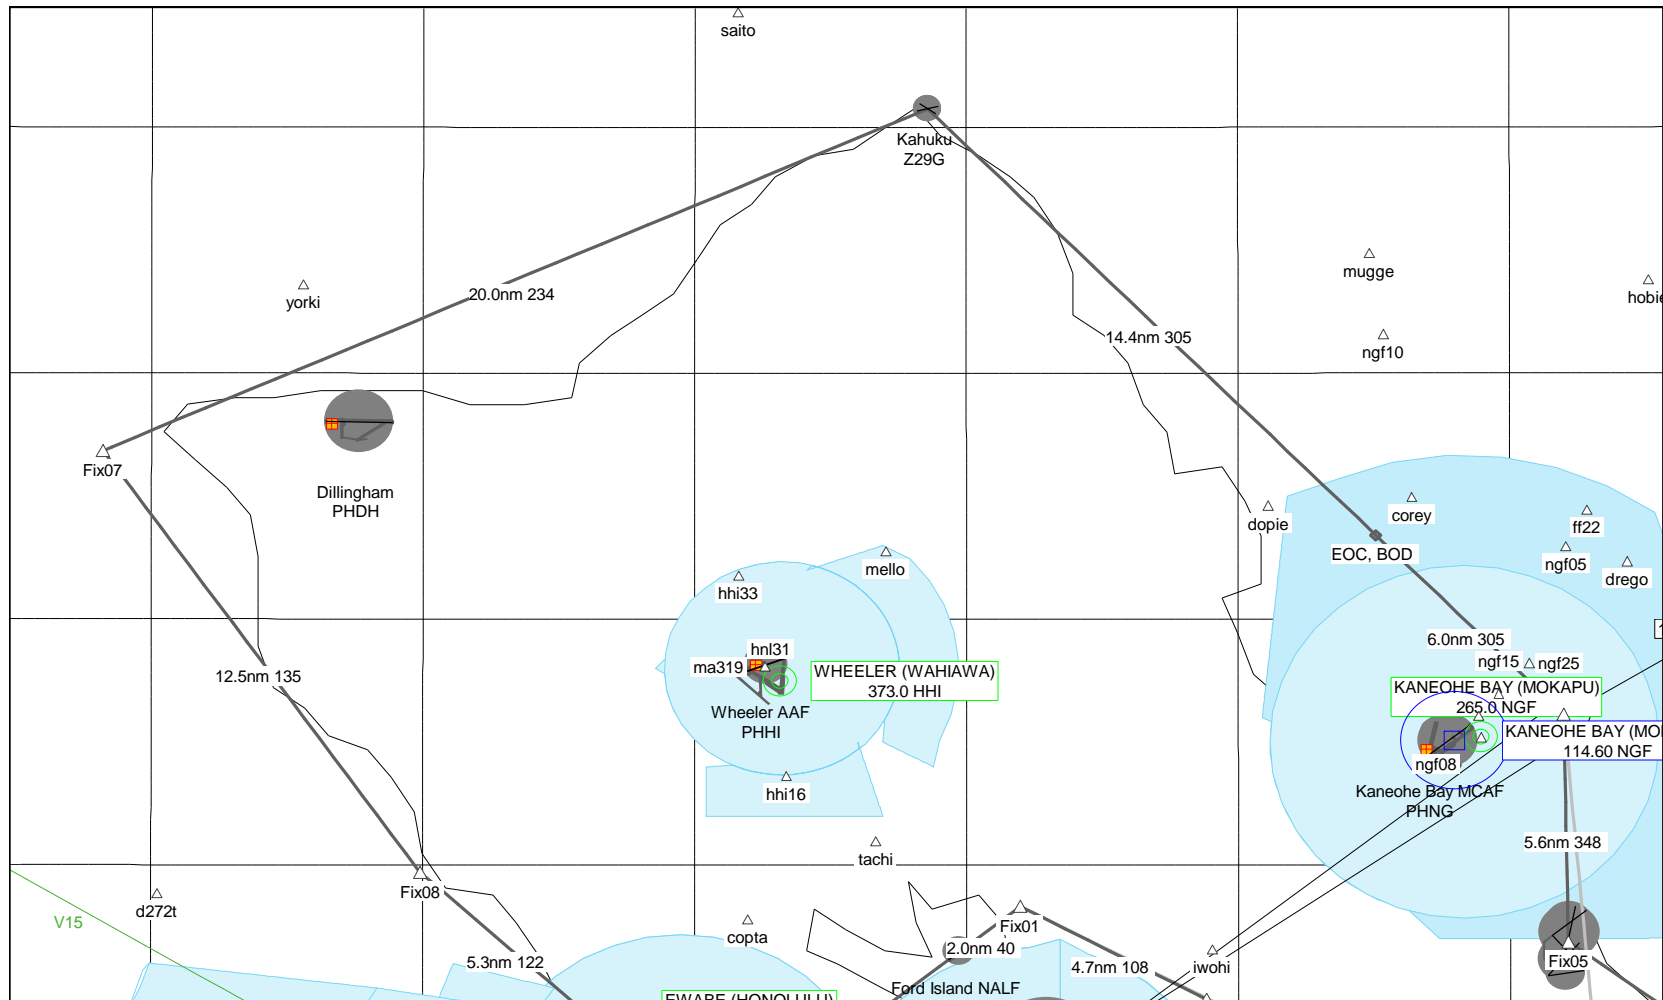 saito
Kahuku
Z29G
mugge
hobie
yorki
20.0nm 234
14.4nm 305
ngf10
Fix07
Dillingham
PHDH
corey
dopie
ff22
EOC, BOD
ngf05
drego
mello
hhi33
6.0nm 305
hnl31
ma319
ngf15
ngf25
12.5nm 135
WHEELER (WAHIAWA)
373.0 HHI
KANEOHE BAY (MOKAPU)
265.0 NGF
Wheeler AAF
PHHI
KANEOHE BAY (MO
114.60 NGF
ngf08
hhi16
Kaneohe Bay MCAF
PHNG
5.6nm 348
tachi
Fix08
d272t
V15
copta
Fix01
2.0nm 40
5.3nm 122
4.7nm 108
iwohi
Fix05
Ford Island NALF
EWABE (HONOLULU)